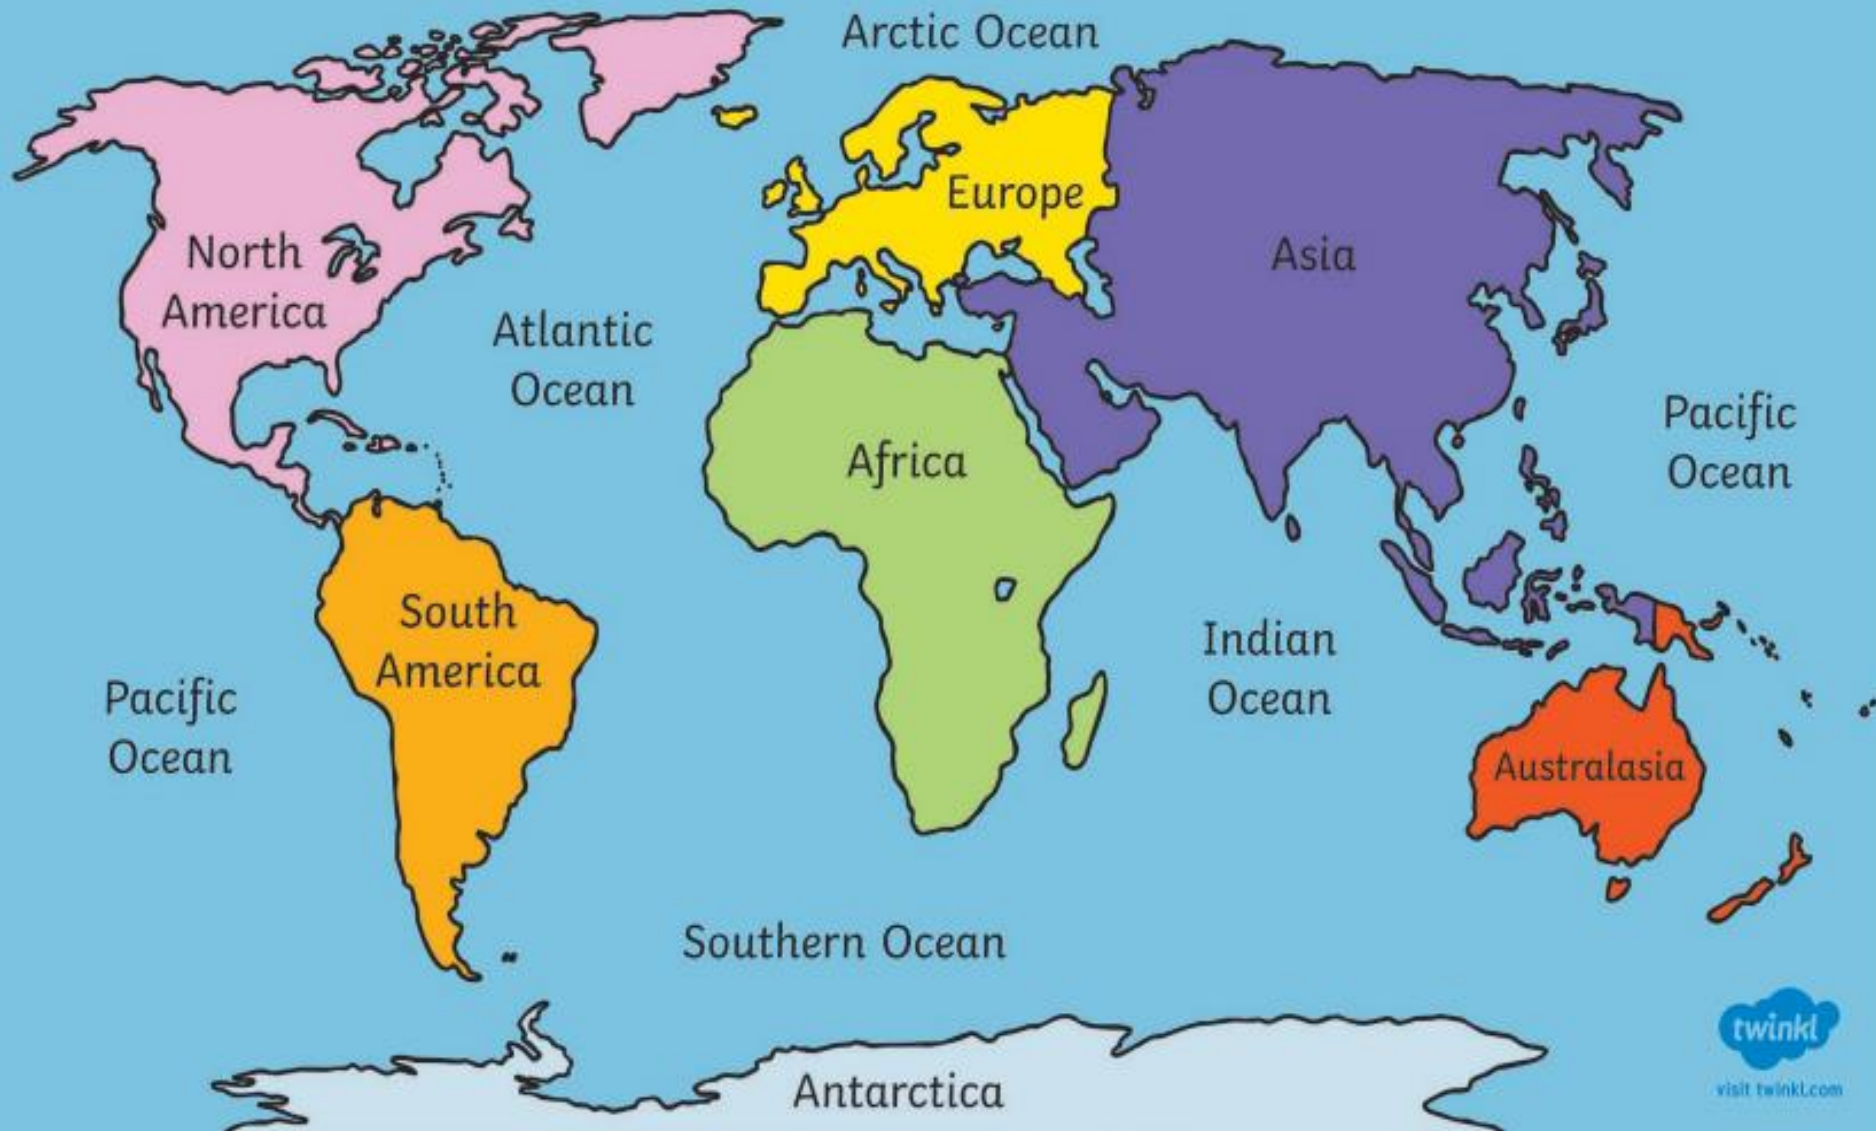 Arctic Ocean
Europe
Asia
North
America
Atlantic
Ocean
Pacific
Ocean
Africa
South
America
Indian
Ocean
Pacific
Ocean
Australasia
Southern Ocean
Antarctica
twinkl
visit twinkl.com